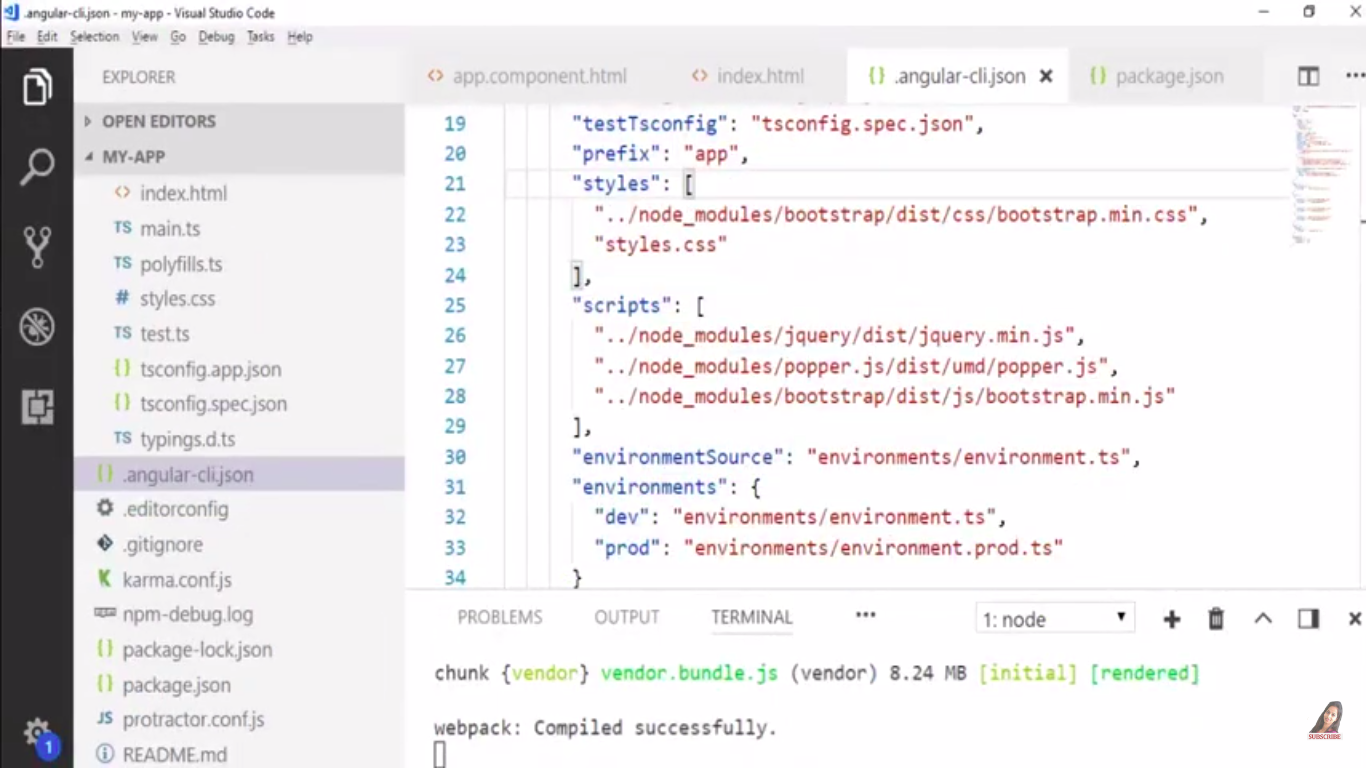 .angular-cli.json - my-app - Visual Studio Code
File Edit Selection View Go Debug Tasks Help
EXPLORER
OPEN EDITORS
MY-APP
index.html
main.ts
polyfills.ts
styles.css
test.ts
tsconfig.app.json
tsconfig.spec.json
typings.d.ts
.angular-cli.json
.editorconfig
.gitignore
karma.conf.js
npm-debug.log
package-lock.json
package.json
protractor.conf.js
README.md
1
app.component.html index.html .angular-cli.json package.json
19 "testTsconfig": "tsconfig.spec.json",
20 "prefix": "app",
21 "styles": [
22 "../node_modules/bootstrap/dist/css/bootstrap.min.css",
23 "styles.css"
24 ],
25 "scripts": [
26 "../node_modules/jquery/dist/jquery.min.js",
27 "../node_modules/popper.js/dist/umd/popper.js",
28 "../node_modules/bootstrap/dist/js/bootstrap.min.js"
29 ],
30 "environmentSource": "environments/environment.ts",
31 "environments": {
32 "dev": "environments/environment.ts",
33 "prod": "environments/environment.prod.ts"
34 }
PROBLEMS OUTPUT TERMINAL ••• 1: node
chunk {vendor} vendor.bundle.js (vendor) 8.24 MB [initial] [rendered]
webpack: Compiled successfully.
SUBSCRIBE